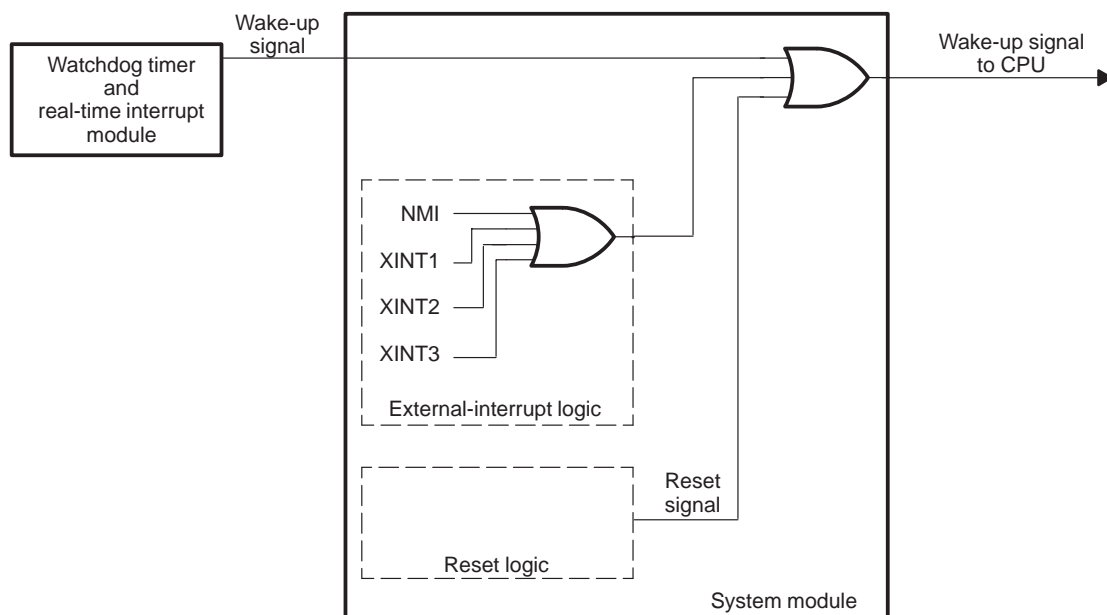 Wake-up
signal
Watchdog timer
and
real-time interrupt
module
Wake-up signal
to CPU
NMI
XINT1
XINT2
XINT3
External-interrupt logic
Reset
signal
Reset logic
System module